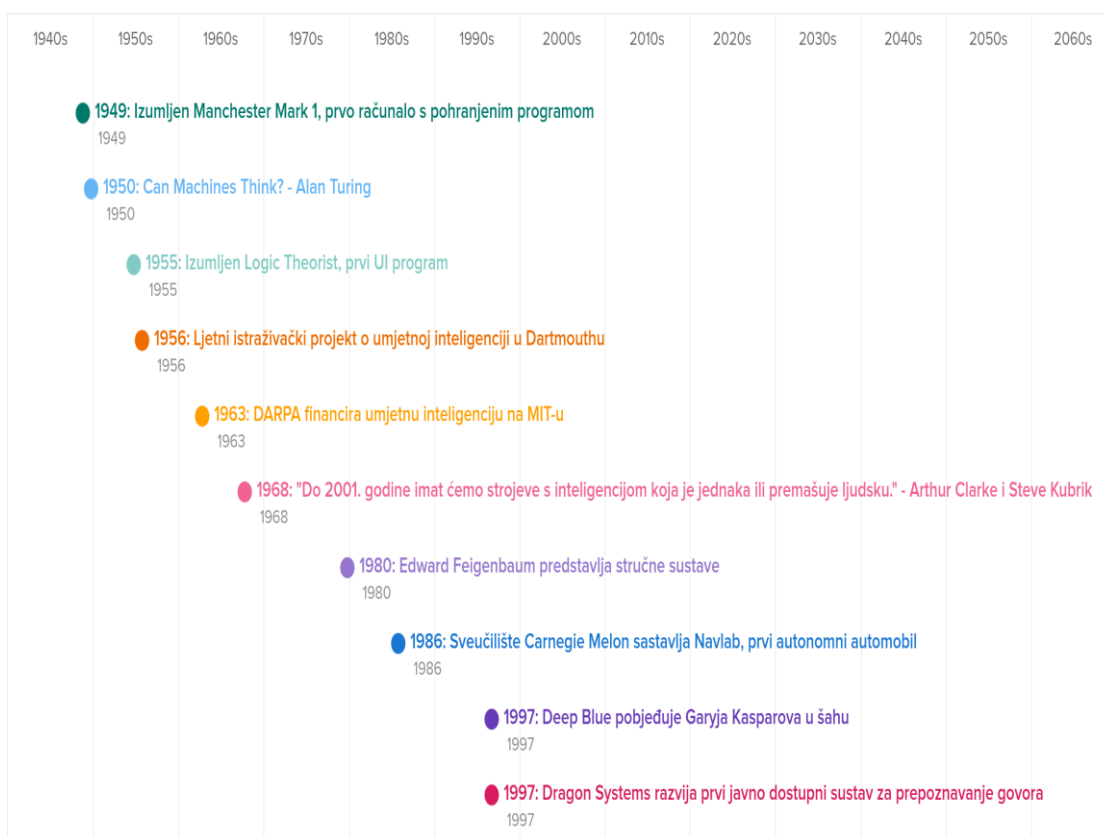 1940s 1950s 1960s 1970s 1980s 1990s 2000s 2010s 2020s 2030s 2040s 2050s 2060s
1949: Izumljen Manchester Mark 1, prvo računalo s pohranjenim programom
1949
1950: Can Machines Think? - Alan Turing
1950
1955: Izumljen Logic Theorist, prvi UI program
1955
1956: Ljetni istraživački projekt o umjetnoj inteligenciji u Dartmouthu
1956
1963: DARPA financira umjetnu inteligenciju na MIT-u
1963
1968: "Do 2001. godine imat ćemo strojeve s inteligencijom koja je jednaka ili premašuje ljudsku." - Arthur Clarke i Steve Kubrik
1968
1980: Edward Feigenbaum predstavlja stručne sustave
1980
1986: Sveučilište Carnegie Melon sastavlja Navlab, prvi autonomni automobil
1986
1997: Deep Blue pobjeđuje Garyja Kasparova u šahu
1997
1997: Dragon Systems razvija prvi javno dostupni sustav za prepoznavanje govora
1997